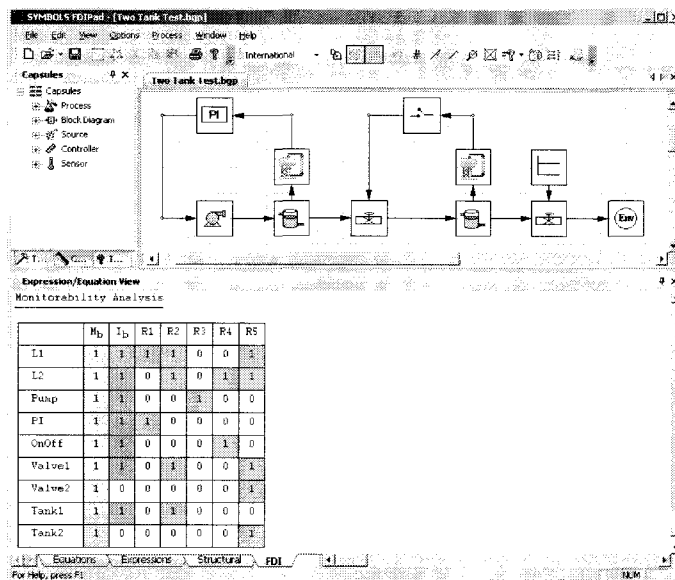 SYMBOLS FDIPad - [Two Tank Test.bgp]
File Edit View Options Process Window Help
International
Capsules
Two Tank Test.bgp
Capsules
Process
Block Diagram
Source
Controller
Sensor
PI
Env
T... C... I...
Expression/Equation View
Monitorability Analysis
Mb Ib R1 R2 R3 R4 R5
L1 1 1 1 1 0 0 1
L2 1 1 0 1 0 1 1
Pump 1 1 0 0 1 0 0
PI 1 1 1 0 0 0 0
OnOff 1 1 0 0 0 1 0
Valve1 1 1 0 1 0 0 1
Valve2 1 0 0 0 0 0 1
Tank1 1 1 0 1 0 0 0
Tank2 1 0 0 0 0 0 1
Equations Expressions Structural FDI
For Help, press F1 NUM